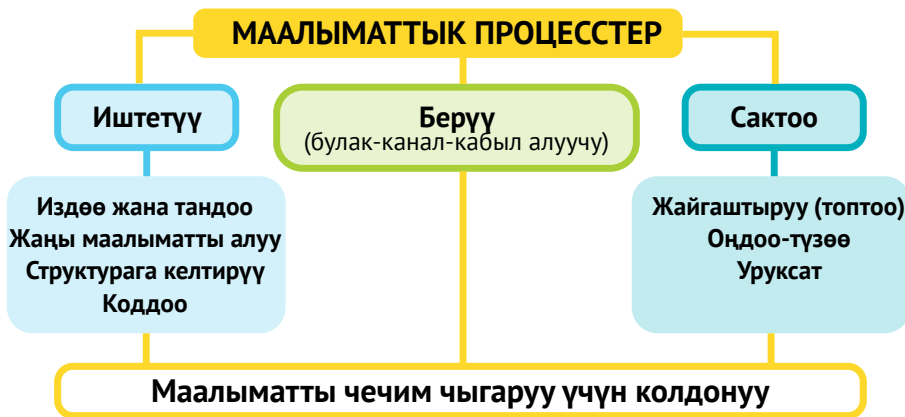 МААЛЫМАТТЫК ПРОЦЕССТЕР
Иштетүү
Берүү
(булак-канал-кабыл алуучу)
Сактоо
Издөө жана тандоо
Жаңы маалыматты алуу
Структурага келтирүү
Коддоо
Жайгаштыруу (топтоо)
Оңдоо-түзөө
Уруксат
Маалыматты чечим чыгаруу үчүн колдонуу